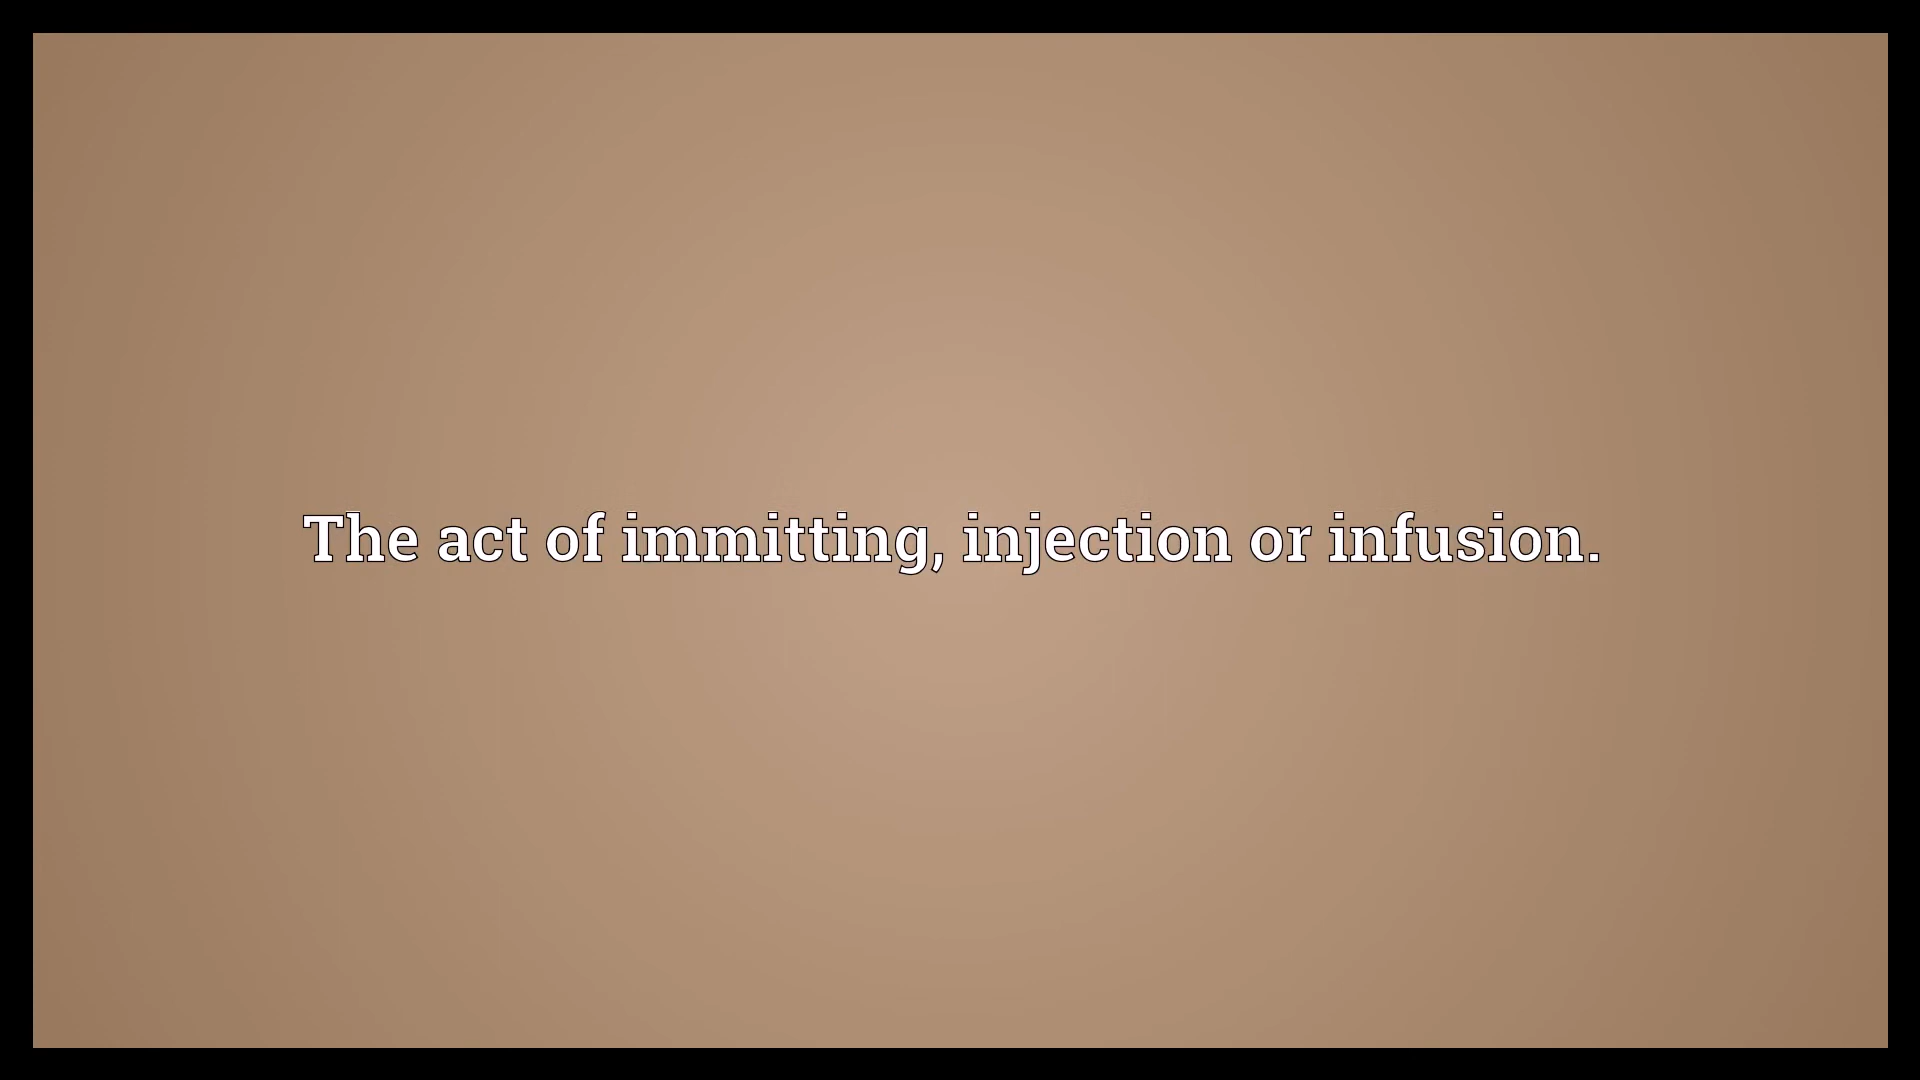 The act of immitting, injection or infusion.